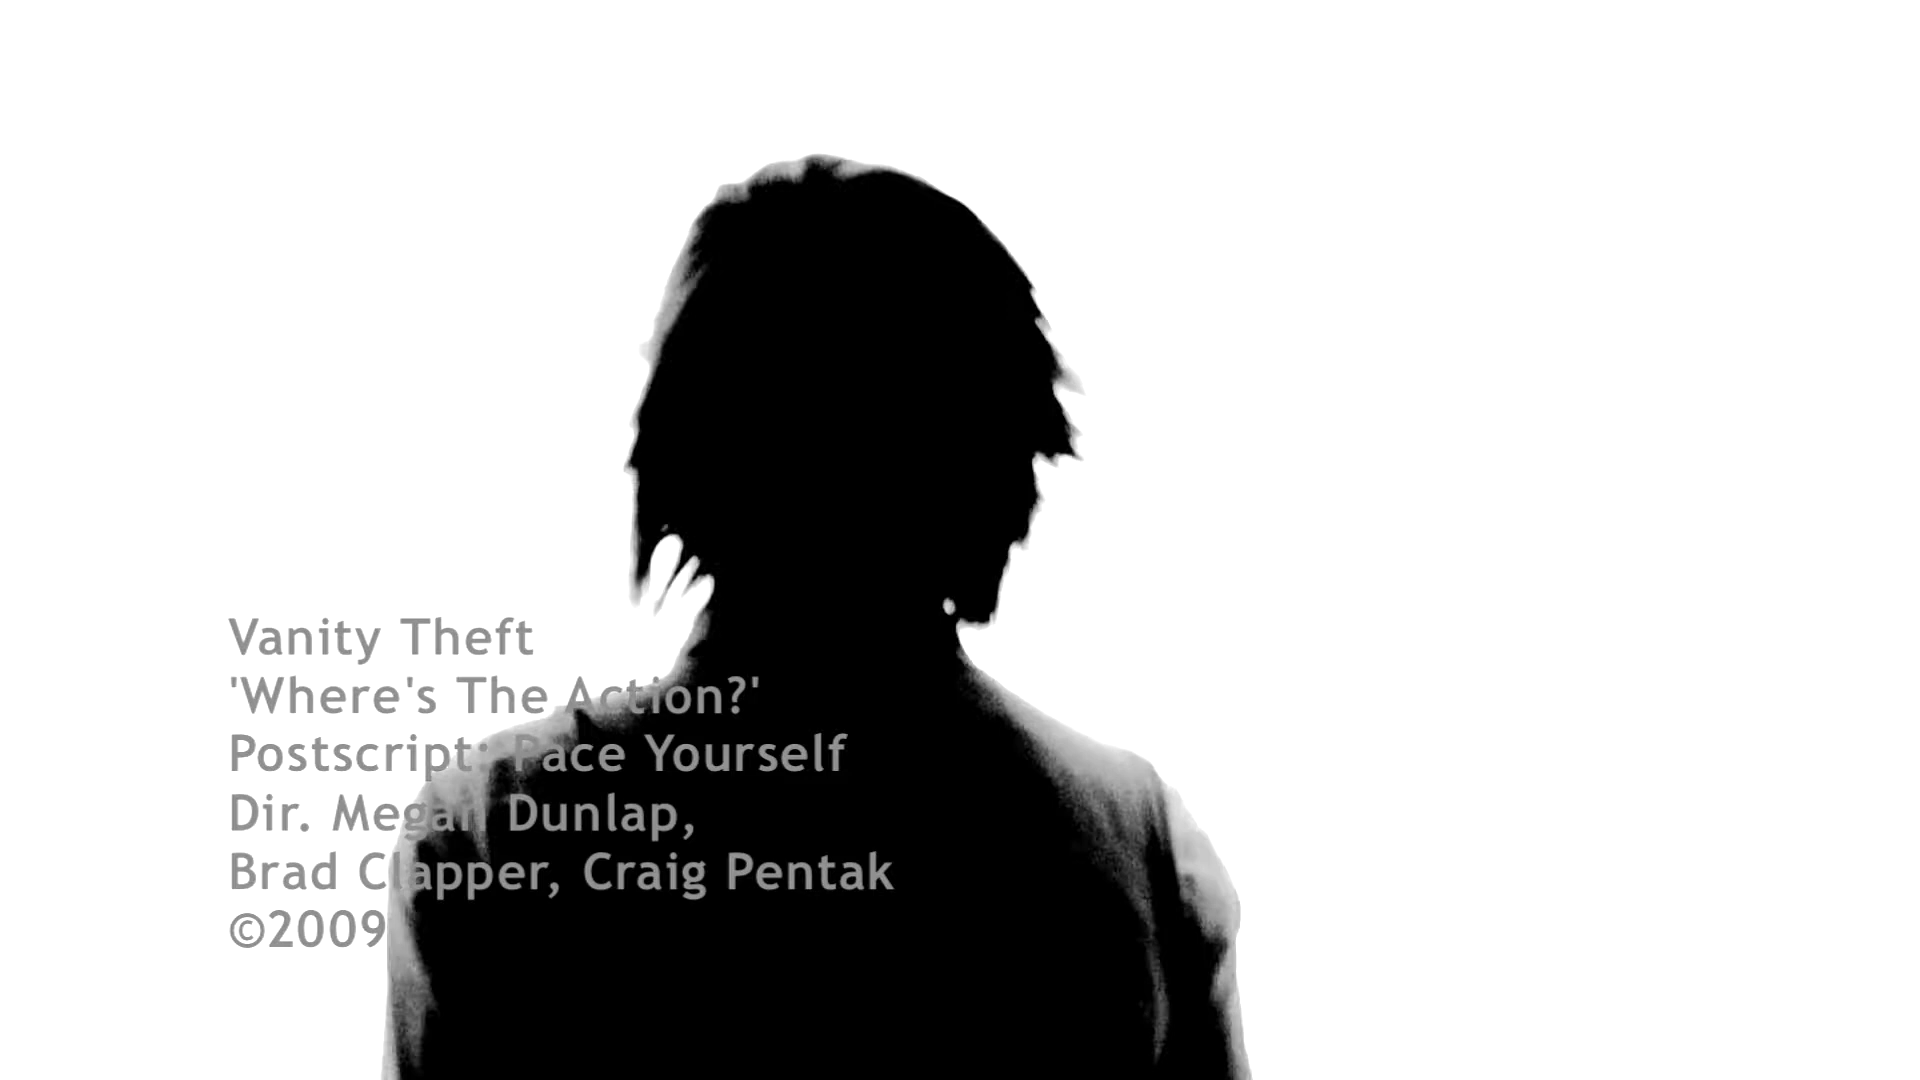 Vanity Theft
'Where's The Action?'
Postscript: Pace Yourself
Dir. Megan Dunlap,
Brad Clapper, Craig Pentak
©2009